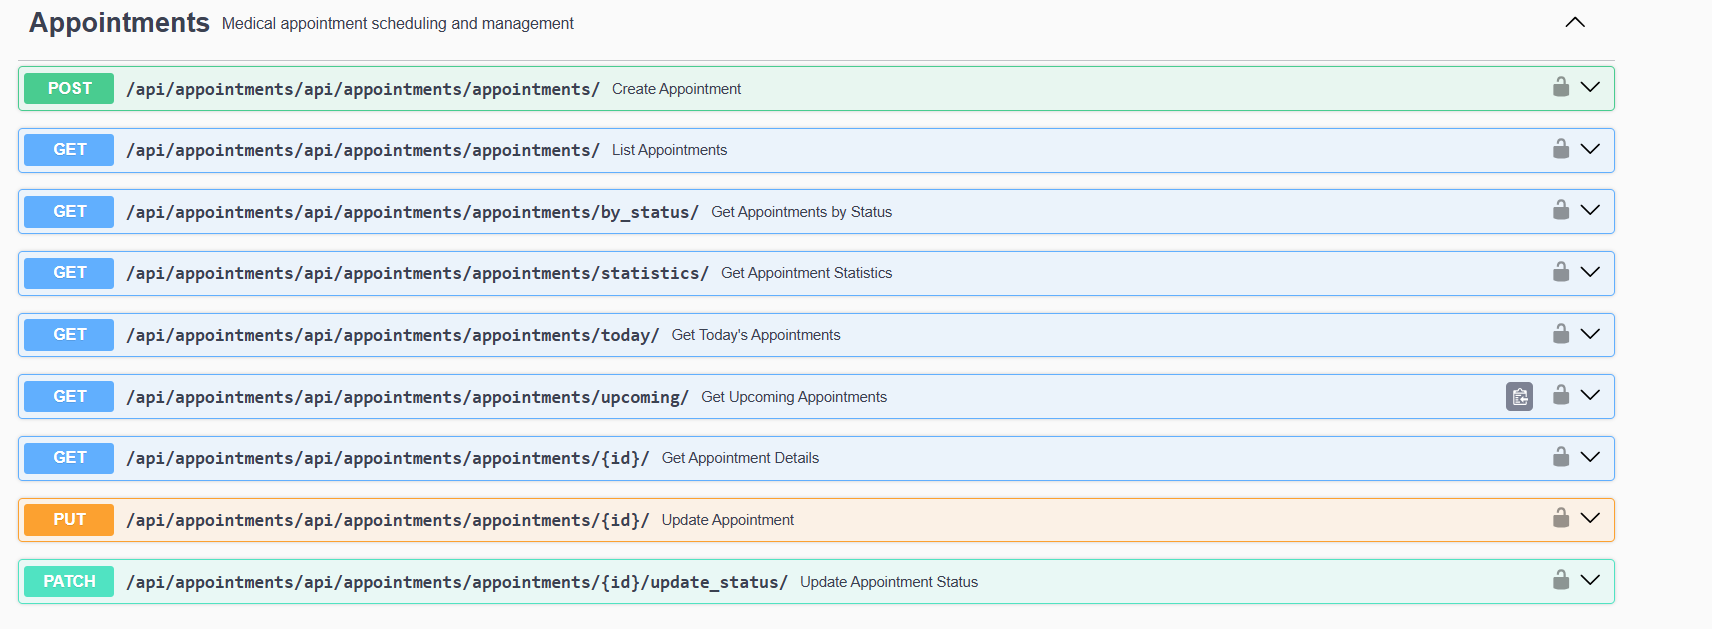 Appointments Medical appointment scheduling and management
POST /api/appointments/api/appointments/appointments/ Create Appointment
GET /api/appointments/api/appointments/appointments/ List Appointments
GET /api/appointments/api/appointments/appointments/by_status/ Get Appointments by Status
GET /api/appointments/api/appointments/appointments/statistics/ Get Appointment Statistics
GET /api/appointments/api/appointments/appointments/today/ Get Today's Appointments
GET /api/appointments/api/appointments/appointments/upcoming/ Get Upcoming Appointments
GET /api/appointments/api/appointments/appointments/{id}/ Get Appointment Details
PUT /api/appointments/api/appointments/appointments/{id}/ Update Appointment
PATCH /api/appointments/api/appointments/appointments/{id}/update_status/ Update Appointment Status